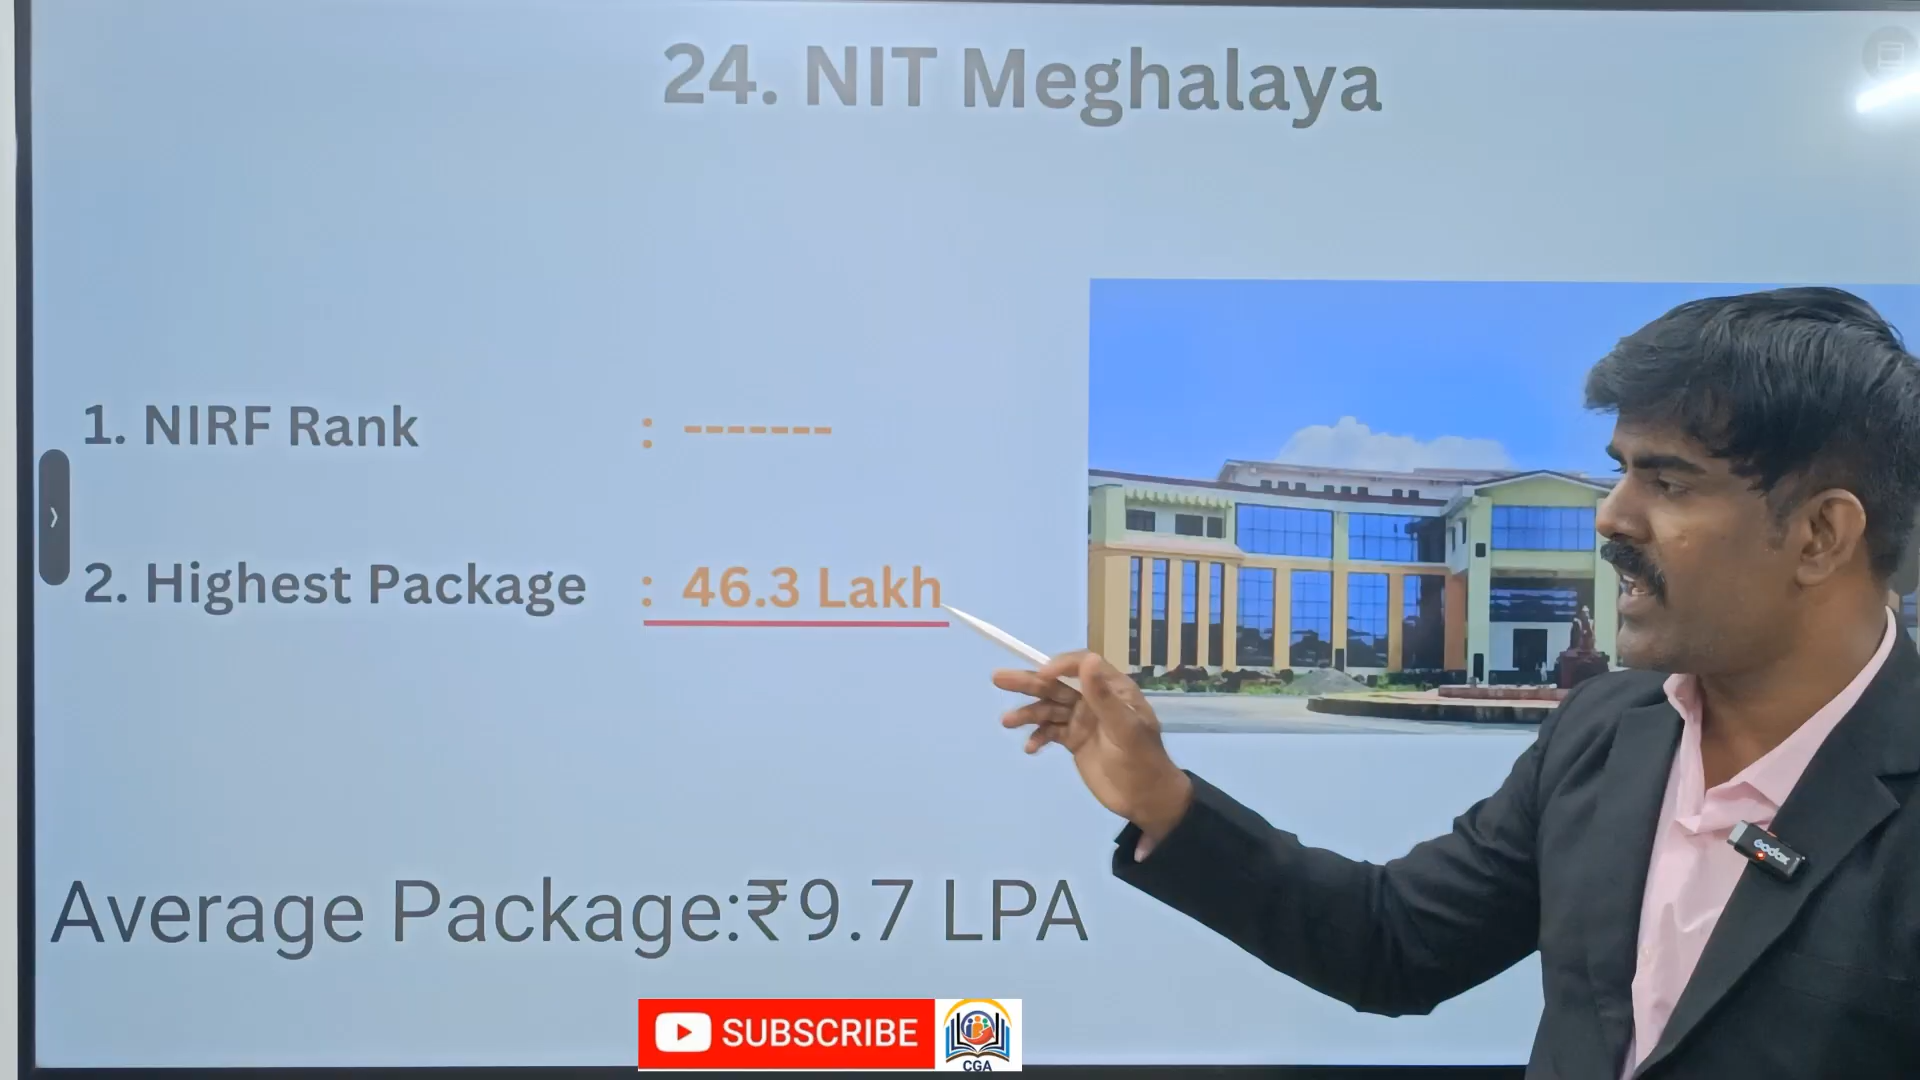 24. NIT Meghalaya
1. NIRF Rank : -------
2. Highest Package : 46.3 Lakh
Average Package:₹9.7 LPA
Godox
SUBSCRIBE
CGA